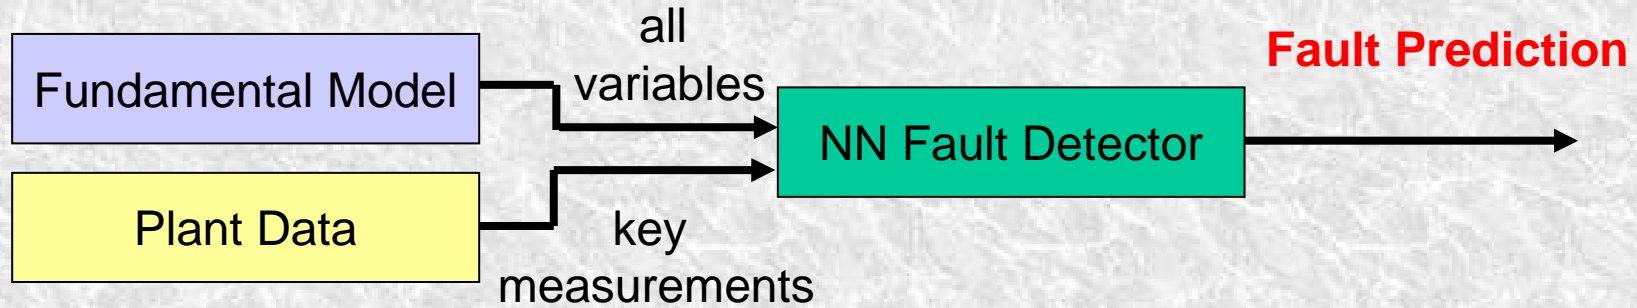 all
variables
Fault Prediction
Fundamental Model
NN Fault Detector
Plant Data
key
measurements